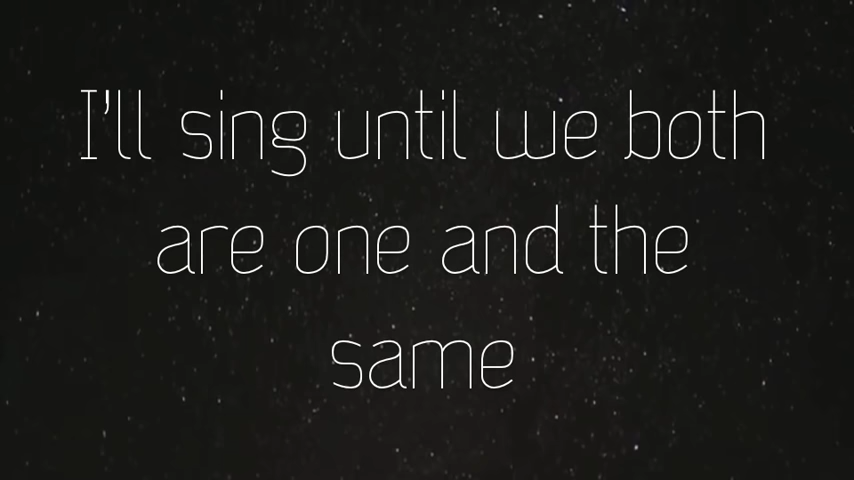 I'll sing until we both
are one and the
same